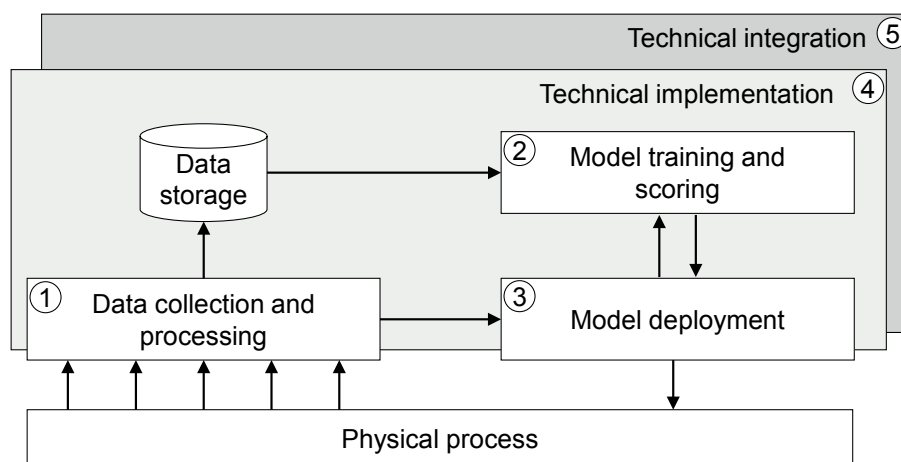 Technical integration 5
Technical implementation 4
Data
storage
2 Model training and
scoring
1 Data collection and
processing
3 Model deployment
Physical process